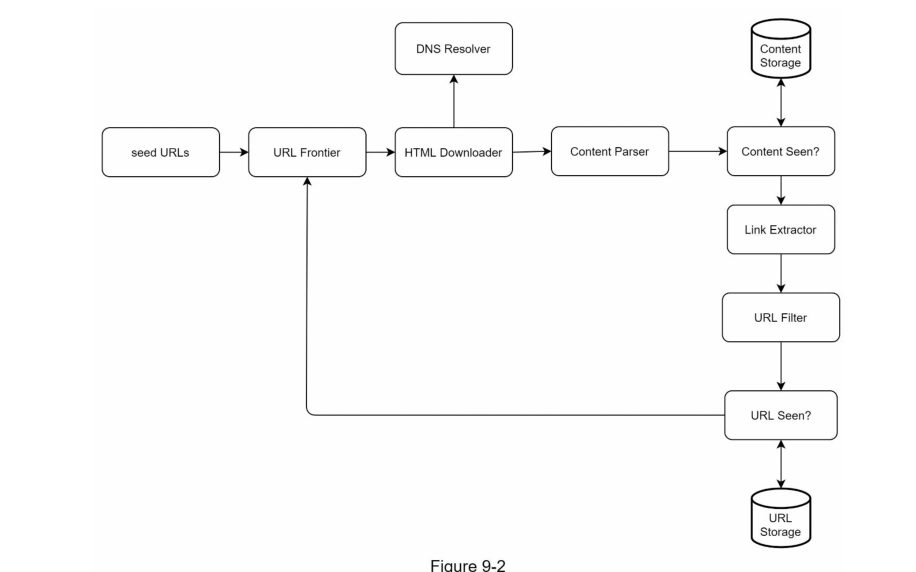 DNS Resolver
Content
Storage
seed URLs
URL Frontier
HTML Downloader
Content Parser
Content Seen?
Link Extractor
URL Filter
URL Seen?
URL
Storage
Figure 9-2